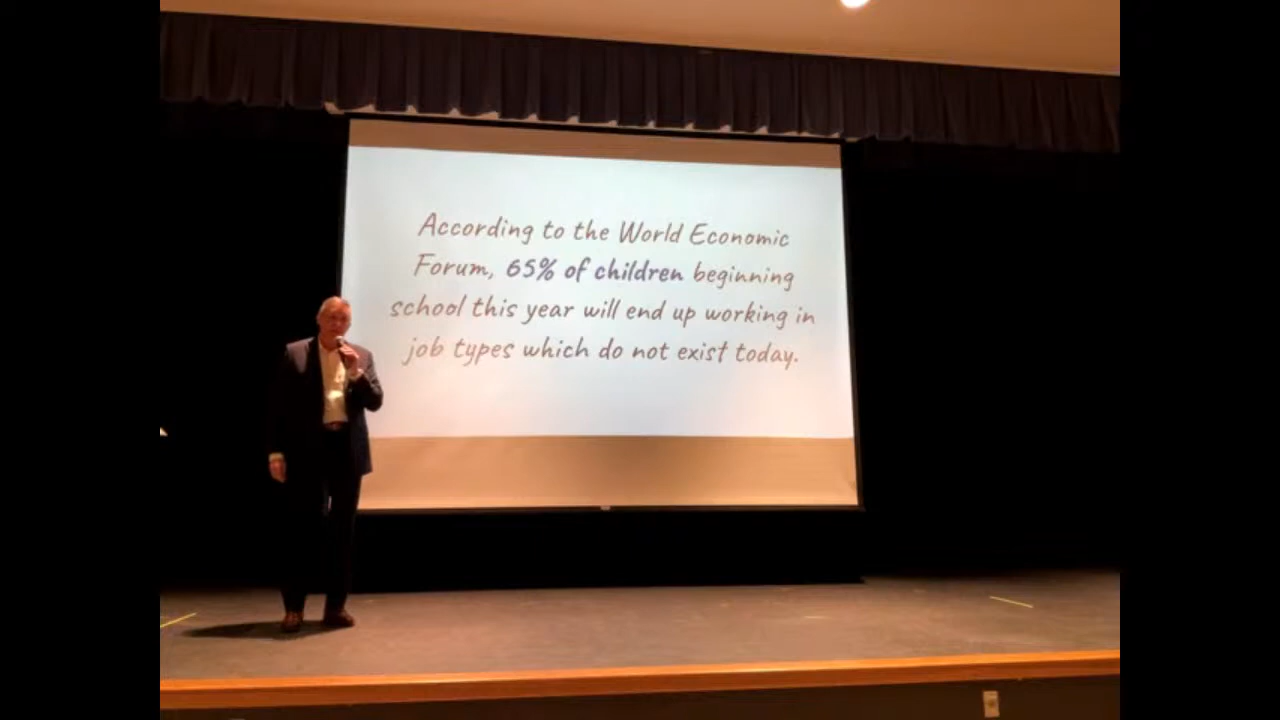 According to the World Economic
Forum, 65% of children beginning
school this year will end up working in
job types which do not exist today.